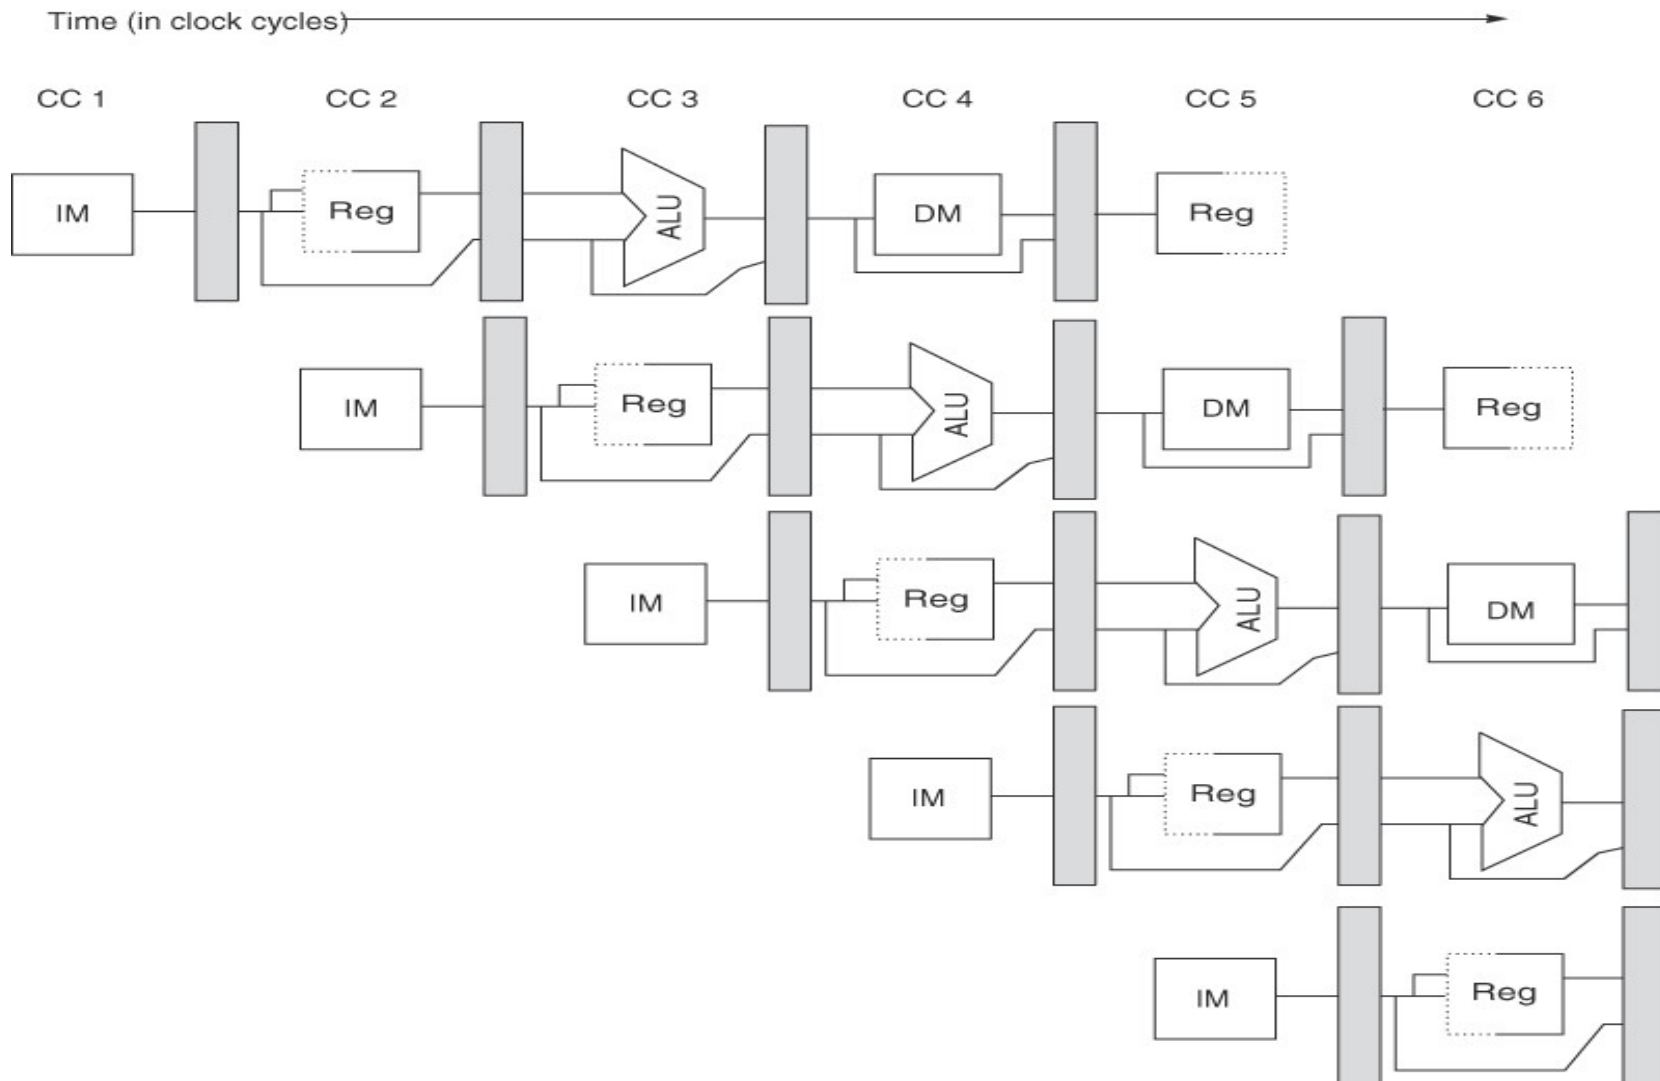 Time (in clock cycles)
CC 1 CC 2 CC 3 CC 4 CC 5 CC 6
IM Reg ALU DM Reg
IM Reg ALU DM Reg
IM Reg ALU DM
IM Reg ALU
IM Reg